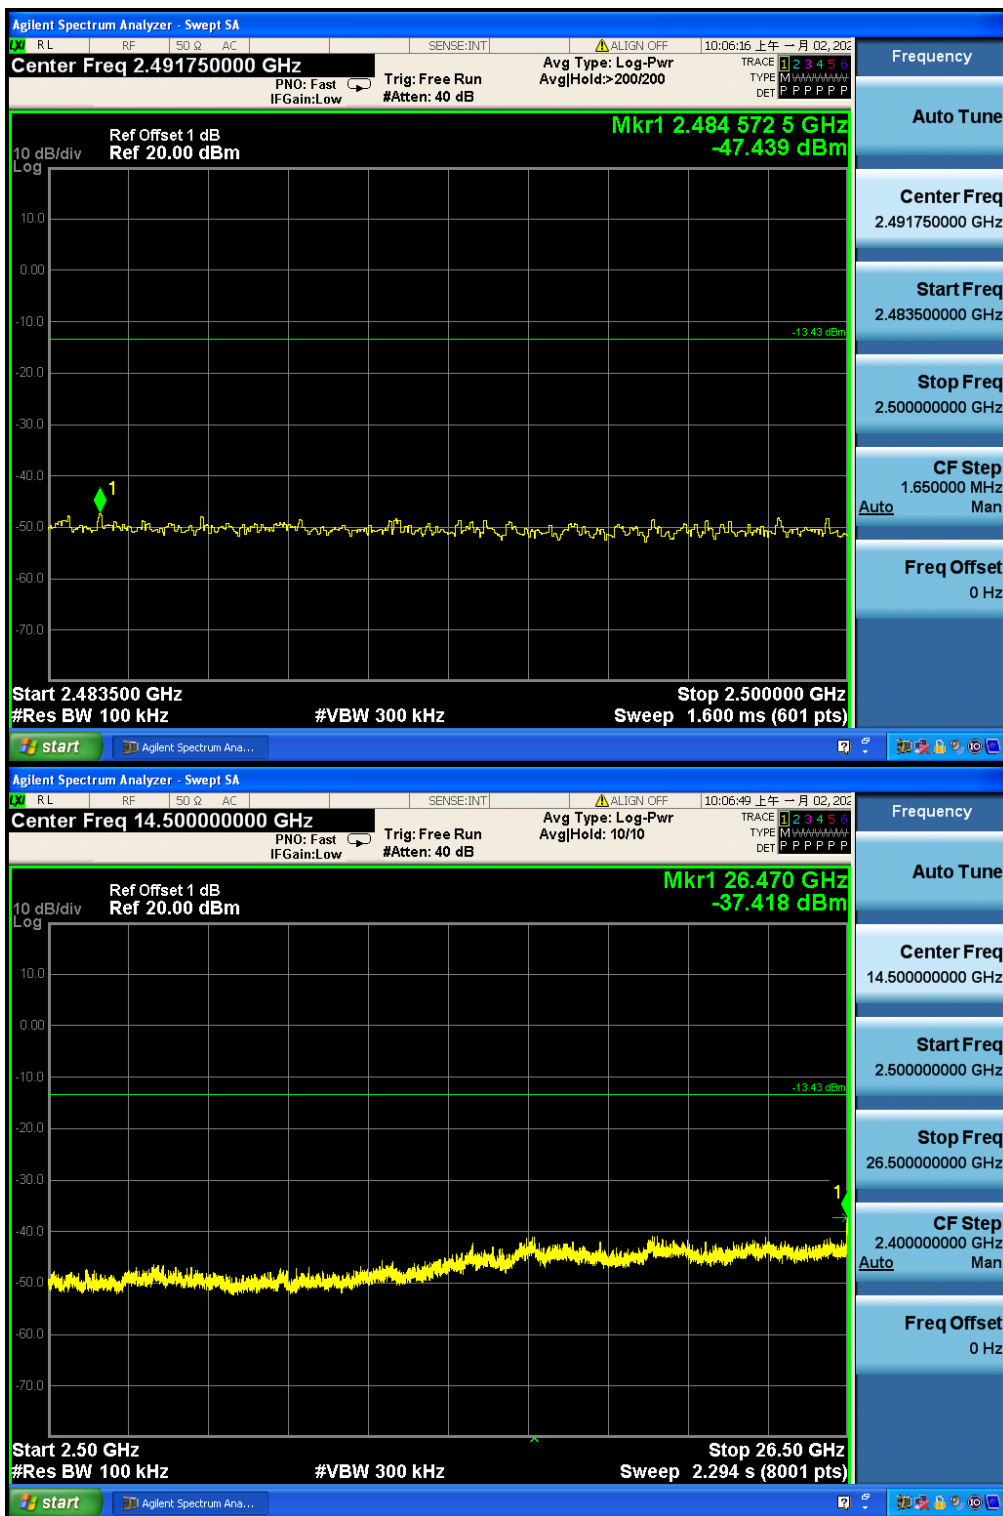 Agilent Spectrum Analyzer - Swept SA
LXI RL RF 50 Ω AC SENSE:INT ALIGN OFF 10:06:16 上午 一月 02, 202
Center Freq 2.491750000 GHz
PNO: Fast
IFGain:Low
Trig: Free Run
#Atten: 40 dB
Avg Type: Log-Pwr
Avg|Hold:>200/200
TRACE 1 2 3 4 5 6
TYPE M
DET P P P P P P
Frequency
Auto Tune
Center Freq
2.491750000 GHz
Start Freq
2.483500000 GHz
Stop Freq
2.500000000 GHz
CF Step
1.650000 MHz
Auto Man
Freq Offset
0 Hz
Mkr1 2.484 572 5 GHz
-47.439 dBm
Ref Offset 1 dB
10 dB/div Ref 20.00 dBm
Log
10.0
0.00
-10.0
-13.43 dBm
-20.0
-30.0
-40.0
1
-50.0
-60.0
-70.0
Start 2.483500 GHz Stop 2.500000 GHz
#Res BW 100 kHz #VBW 300 kHz Sweep 1.600 ms (601 pts)
start Agilent Spectrum Ana...
Agilent Spectrum Analyzer - Swept SA
LXI RL RF 50 Ω AC SENSE:INT ALIGN OFF 10:06:49 上午 一月 02, 202
Center Freq 14.500000000 GHz
PNO: Fast
IFGain:Low
Trig: Free Run
#Atten: 40 dB
Avg Type: Log-Pwr
Avg|Hold: 10/10
TRACE 1 2 3 4 5 6
TYPE M
DET P P P P P P
Frequency
Auto Tune
Center Freq
14.500000000 GHz
Start Freq
2.500000000 GHz
Stop Freq
26.500000000 GHz
CF Step
2.400000000 GHz
Auto Man
Freq Offset
0 Hz
Mkr1 26.470 GHz
-37.418 dBm
Ref Offset 1 dB
10 dB/div Ref 20.00 dBm
Log
10.0
0.00
-10.0
-13.43 dBm
-20.0
-30.0
1
-40.0
-50.0
-60.0
-70.0
Start 2.50 GHz Stop 26.50 GHz
#Res BW 100 kHz #VBW 300 kHz Sweep 2.294 s (8001 pts)
start Agilent Spectrum Ana...